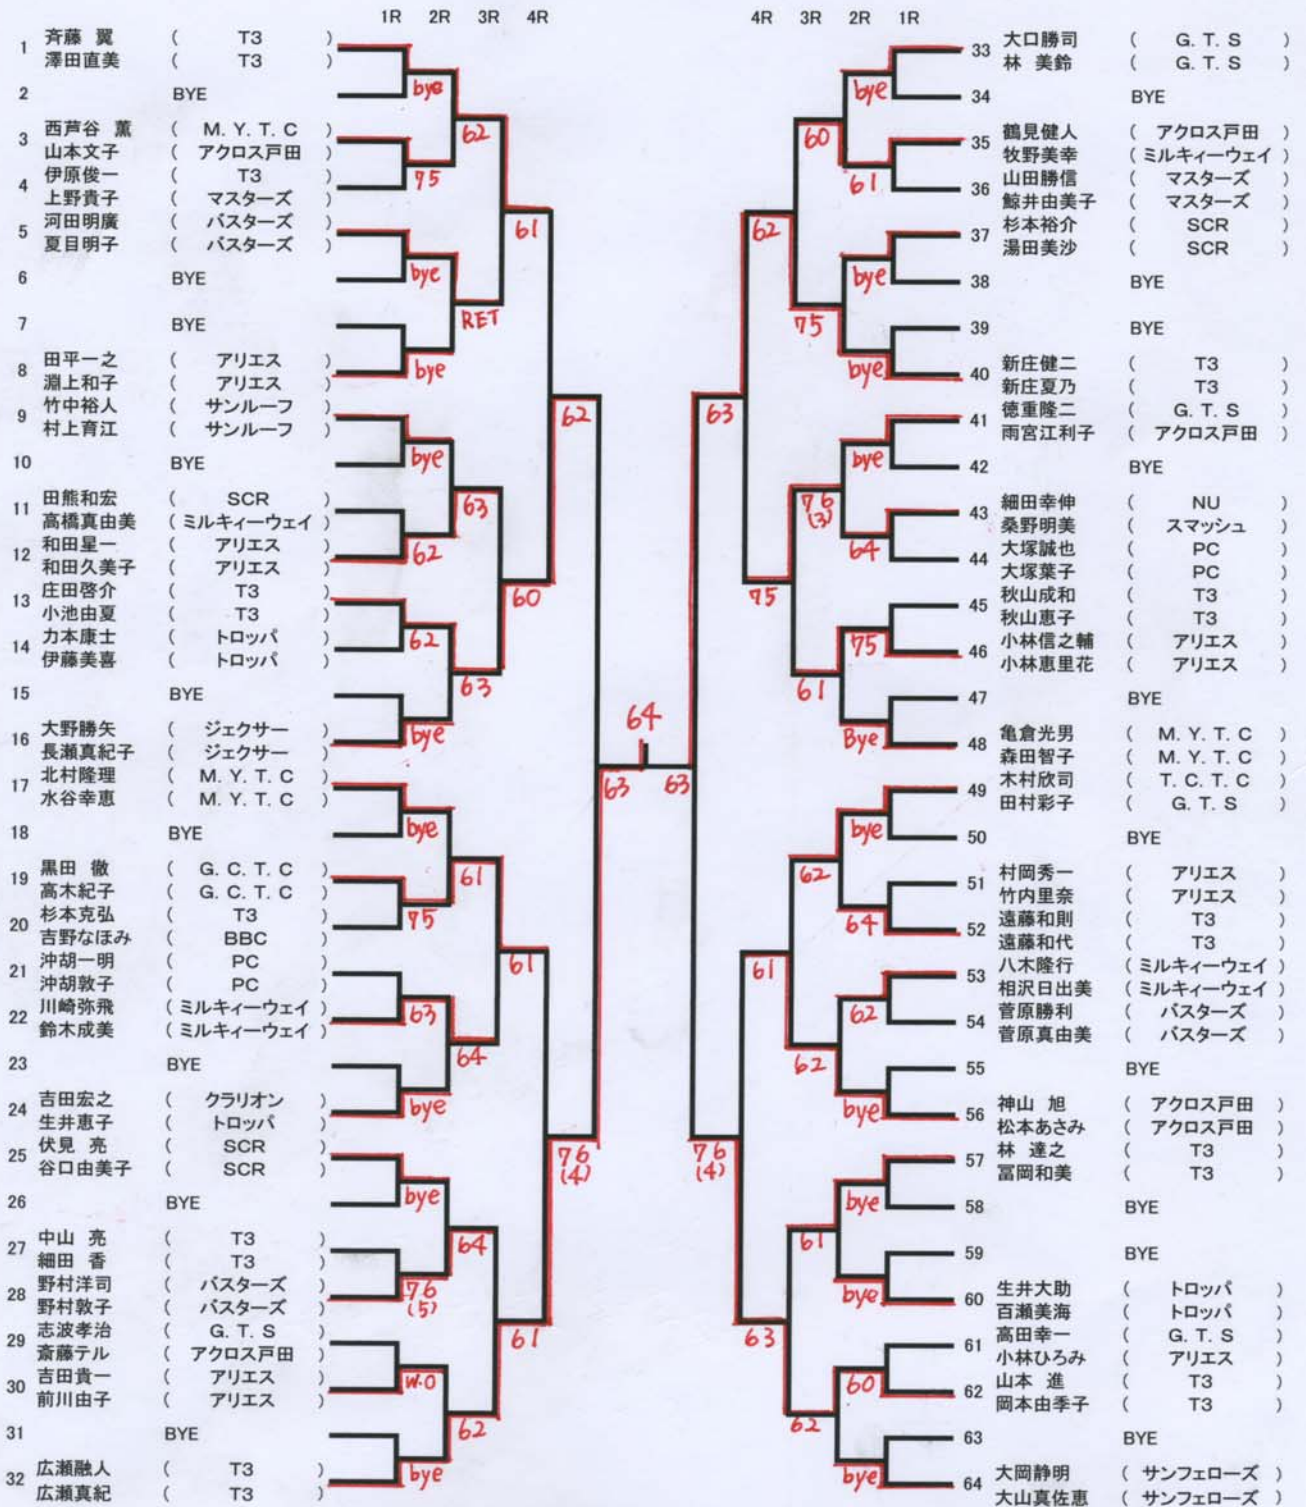 1R 2R 3R 4R
1 斉藤 翼 ( T3 )
澤田直美 ( T3 )
2 BYE
3 西芦谷 薫 ( M. Y. T. C )
山本文子 ( アクロス戸田 )
4 伊原俊一 ( T3 )
上野貴子 ( マスターズ )
5 河田明廣 ( バスターズ )
夏目明子 ( バスターズ )
6 BYE
7 BYE
8 田平一之 ( アリエス )
淵上和子 ( アリエス )
9 竹中裕人 ( サンルーフ )
村上育江 ( サンルーフ )
10 BYE
11 田熊和宏 ( SCR )
高橋真由美 ( ミルキィーウェイ )
12 和田星一 ( アリエス )
和田久美子 ( アリエス )
13 庄田啓介 ( T3 )
小池由夏 ( T3 )
14 力本康士 ( トロッパ )
伊藤美喜 ( トロッパ )
15 BYE
16 大野勝矢 ( ジェクサー )
長瀬真紀子 ( ジェクサー )
17 北村隆理 ( M. Y. T. C )
水谷幸恵 ( M. Y. T. C )
18 BYE
19 黒田 徹 ( G. C. T. C )
高木紀子 ( G. C. T. C )
20 杉本克弘 ( T3 )
吉野なほみ ( BBC )
21 沖胡一明 ( PC )
沖胡敦子 ( PC )
22 川崎弥飛 ( ミルキィーウェイ )
鈴木成美 ( ミルキィーウェイ )
23 BYE
24 吉田宏之 ( クラリオン )
生井恵子 ( トロッパ )
25 伏見 亮 ( SCR )
谷口由美子 ( SCR )
26 BYE
27 中山 亮 ( T3 )
細田 香 ( T3 )
28 野村洋司 ( バスターズ )
野村敦子 ( バスターズ )
29 志波孝治 ( G. T. S )
斎藤テル ( アクロス戸田 )
30 吉田貴一 ( アリエス )
前川由子 ( アリエス )
31 BYE
32 広瀬融人 ( T3 )
広瀬真紀 ( T3 )
bye
62
75
61
bye
RET
bye
62
bye
63
62
60
62
63
bye
bye
61
75
61
63
64
bye
76
(4)
bye
64
76
(5)
61
W.O
62
bye
63
64
63
4R 3R 2R 1R
33 大口勝司 ( G. T. S )
林 美鈴 ( G. T. S )
34 BYE
35 鶴見健人 ( アクロス戸田 )
牧野美幸 ( ミルキィーウェイ )
36 山田勝信 ( マスターズ )
鯨井由美子 ( マスターズ )
37 杉本裕介 ( SCR )
湯田美沙 ( SCR )
38 BYE
39 BYE
40 新庄健二 ( T3 )
新庄夏乃 ( T3 )
41 徳重隆二 ( G. T. S )
雨宮江利子 ( アクロス戸田 )
42 BYE
43 細田幸伸 ( NU )
桑野明美 ( スマッシュ )
44 大塚誠也 ( PC )
大塚葉子 ( PC )
45 秋山成和 ( T3 )
秋山恵子 ( T3 )
46 小林信之輔 ( アリエス )
小林恵里花 ( アリエス )
47 BYE
48 亀倉光男 ( M. Y. T. C )
森田智子 ( M. Y. T. C )
49 木村欣司 ( T. C. T. C )
田村彩子 ( G. T. S )
50 BYE
51 村岡秀一 ( アリエス )
竹内里奈 ( アリエス )
52 遠藤和則 ( T3 )
遠藤和代 ( T3 )
53 八木隆行 ( ミルキィーウェイ )
相沢日出美 ( ミルキィーウェイ )
54 菅原勝利 ( バスターズ )
菅原真由美 ( バスターズ )
55 BYE
56 神山 旭 ( アクロス戸田 )
松本あさみ ( アクロス戸田 )
57 林 達之 ( T3 )
冨岡和美 ( T3 )
58 BYE
59 BYE
60 生井大助 ( トロッパ )
百瀬美海 ( トロッパ )
61 高田幸一 ( G. T. S )
小林ひろみ ( アリエス )
62 山本 進 ( T3 )
岡本由季子 ( T3 )
63 BYE
64 大岡静明 ( サンフェローズ )
大山真佐恵 ( サンフェローズ )
bye
60
61
62
bye
75
bye
63
bye
76
(3)
64
75
75
61
Bye
bye
62
64
61
62
62
bye
76
(4)
bye
61
bye
63
60
62
bye